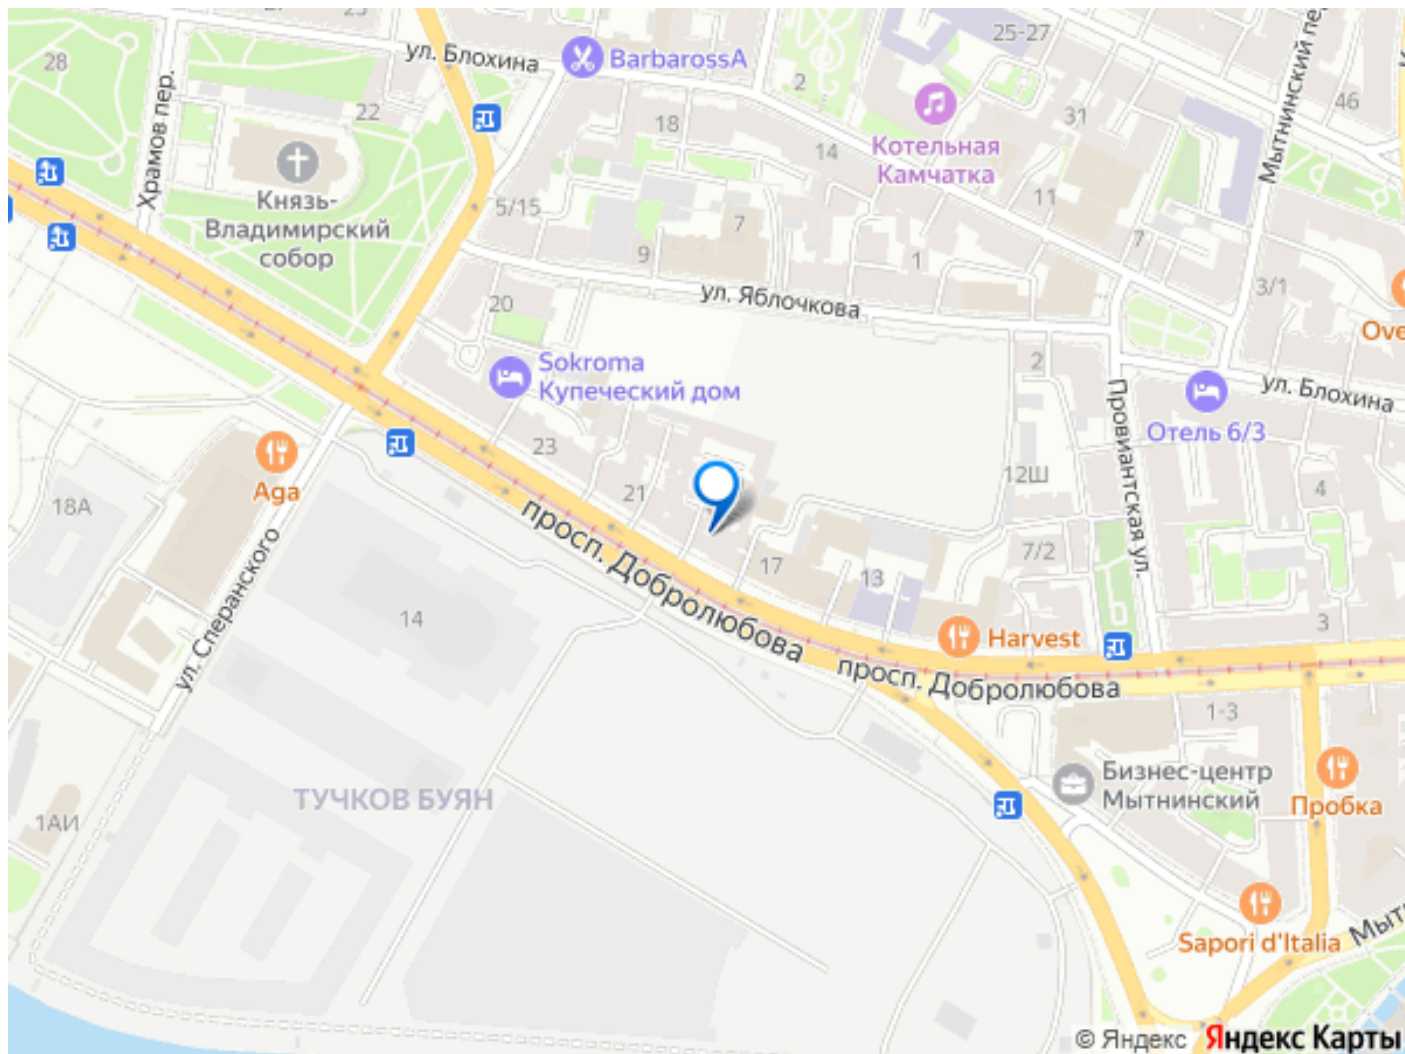 25-27
28
ул. Блохина
BarbarossA
2
46
Мытнинский
Храмов пер.
22
18
31
14
Котельная
Камчатка
Князь-
Владимирский
собор
5/15
11
7
7
9
1
3/1
ул. Яблочкова
20
Ove
Sokroma
Купеческий дом
2
ул. Блохина
Отель 6/3
Провиантская ул.
23
Aga
21
12Ш
4
18А
просп. Добролюбова
17
13
7/2
14
ул. Сперанского
Harvest
3
просп. Добролюбова
1-3
ТУЧКОВ БУЯН
Бизнес-центр
Мытнинский
Пробка
1АИ
Sapori d'Italia
Мыт
© Яндекс Яндекс Карты